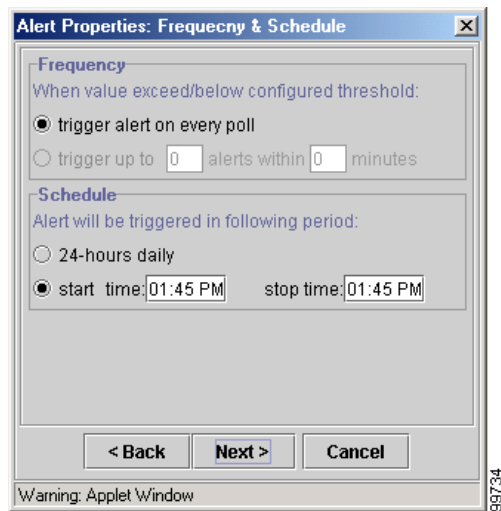 Alert Properties: Frequecny & Schedule
Frequency
When value exceed/below configured threshold:
trigger alert on every poll
trigger up to 0 alerts within 0 minutes
Schedule
Alert will be triggered in following period:
24-hours daily
start time: 01:45 PM stop time: 01:45 PM
< Back Next > Cancel
Warning: Applet Window
99734